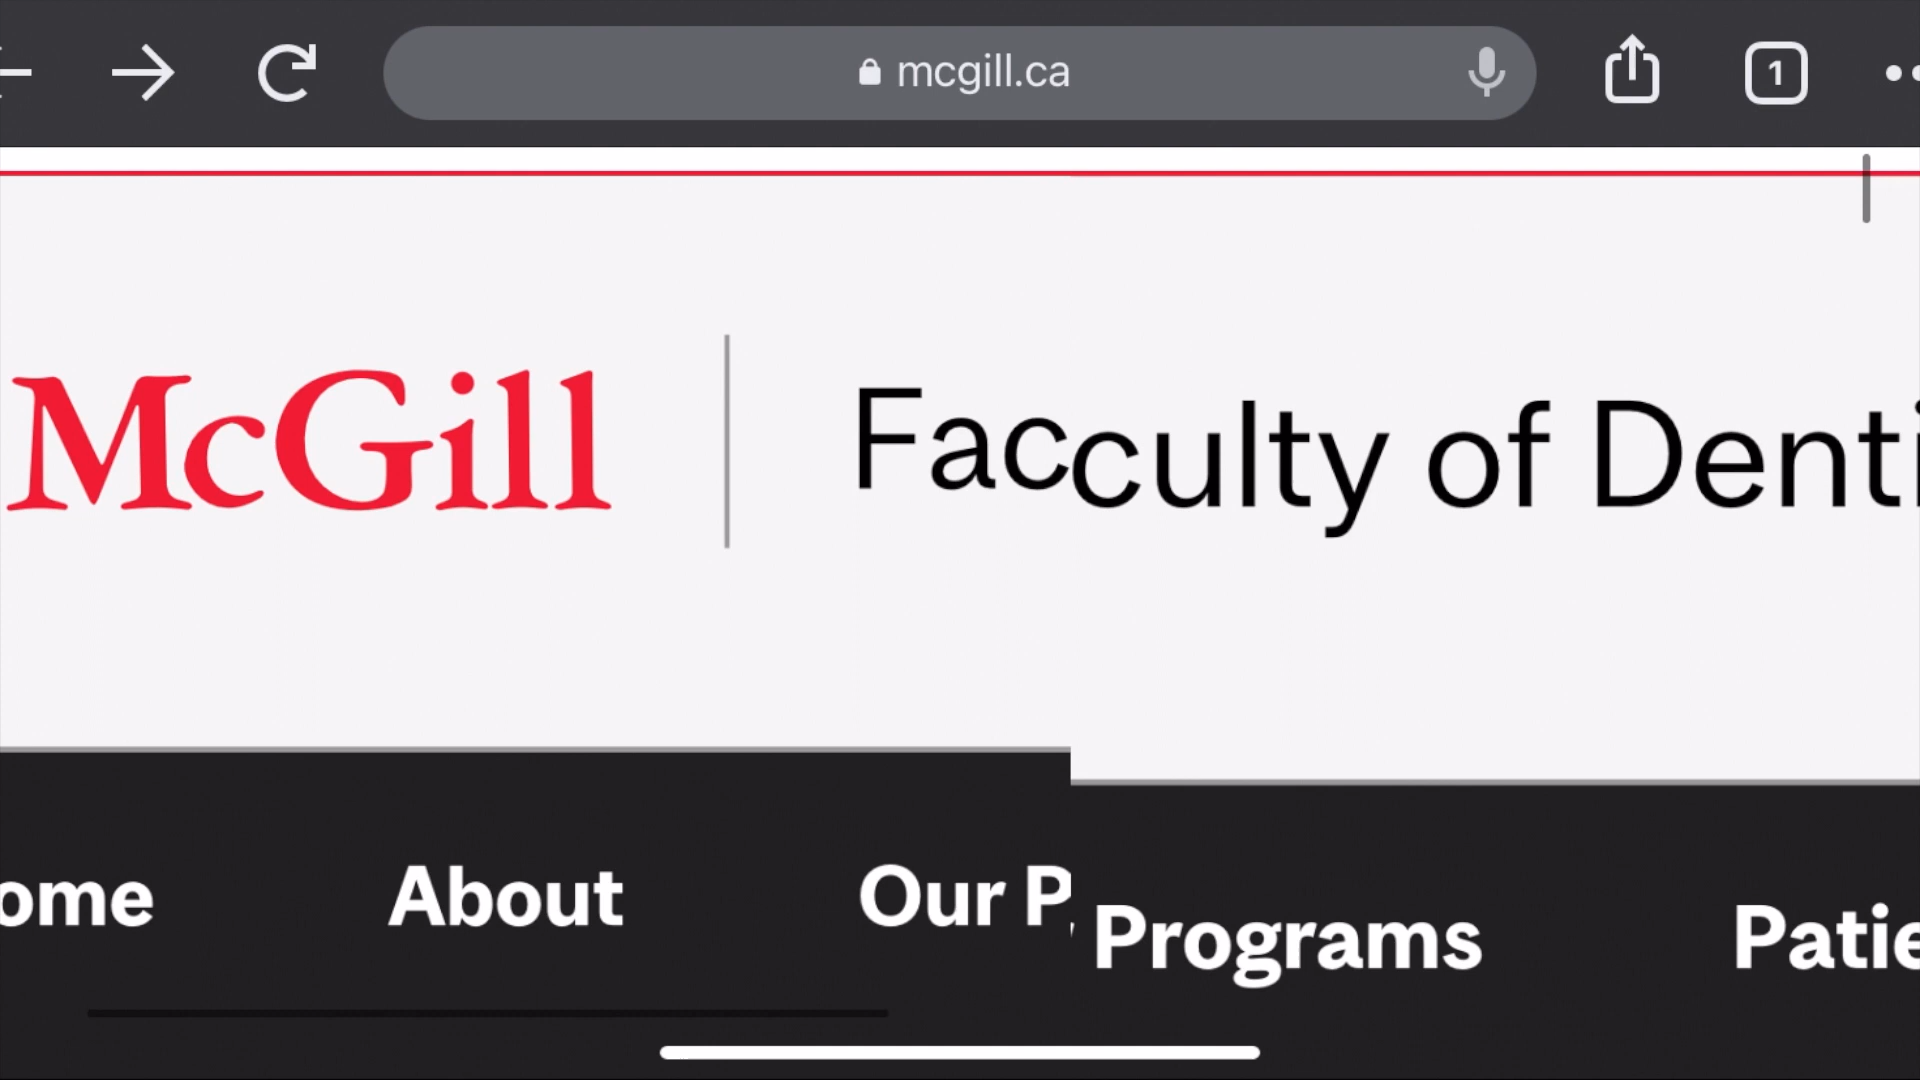 mcgill.ca
1
McGill
Facculty of Denti
ome About Our P Programs Patie